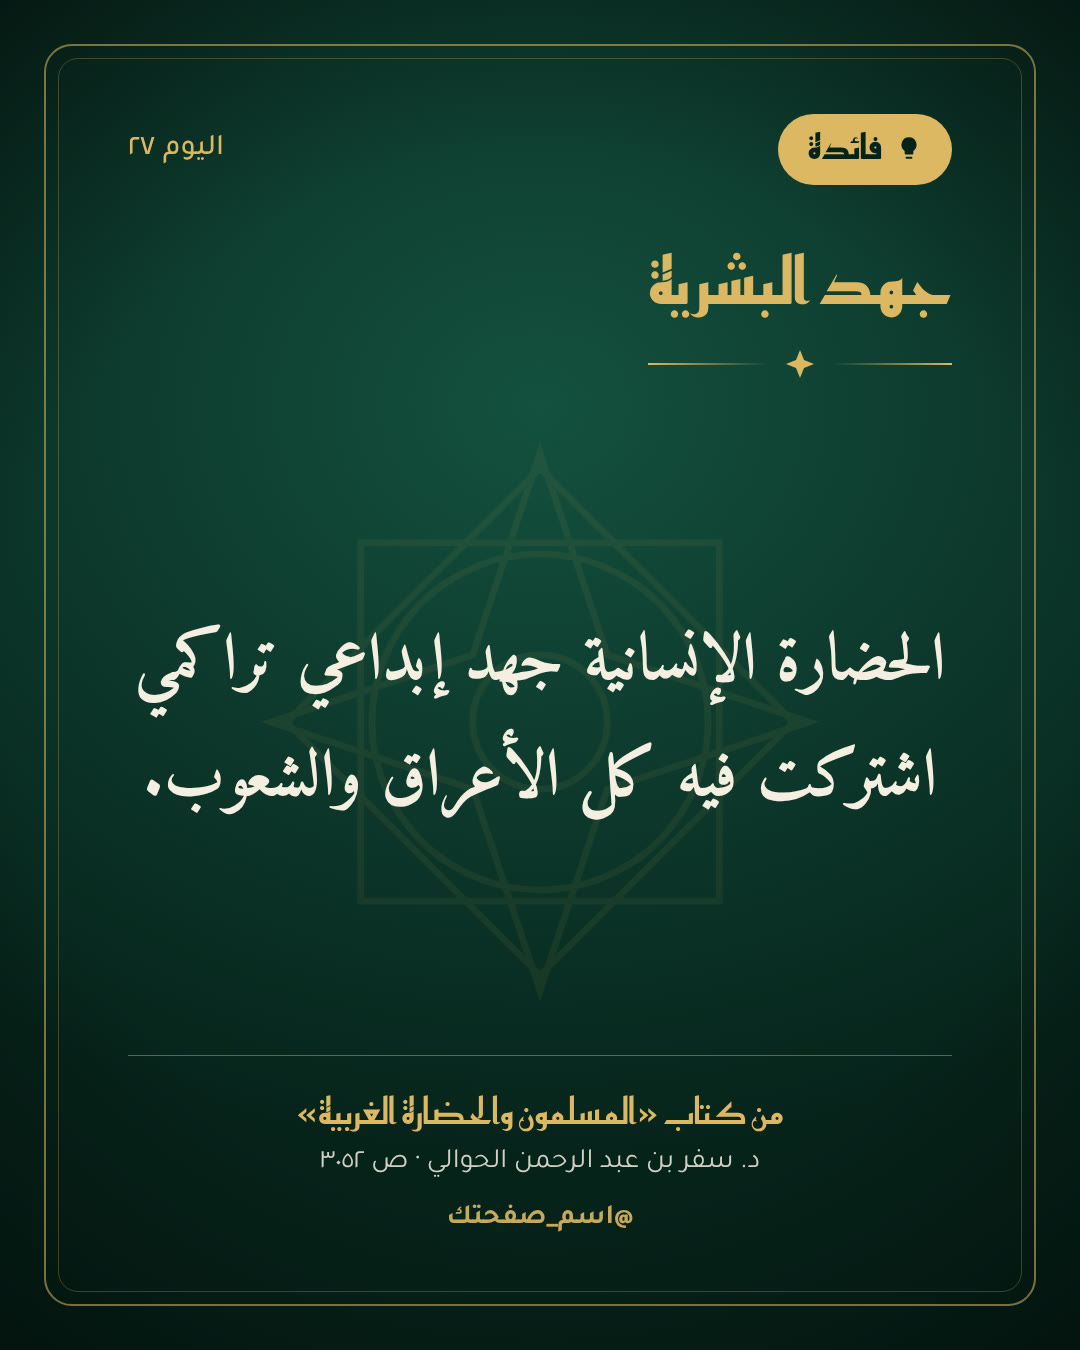 فائدة
اليوم ٢٧
جهد البشرية
الحضارة الإنسانية جهد إبداعي تراكمي
اشتركت فيه كل الأعراق والشعوب.
من كتاب «المسلمون والحضارة الغربية»
د. سفر بن عبد الرحمن الحوالي · ص ٣٠٥٢
@اسم_صفحتك